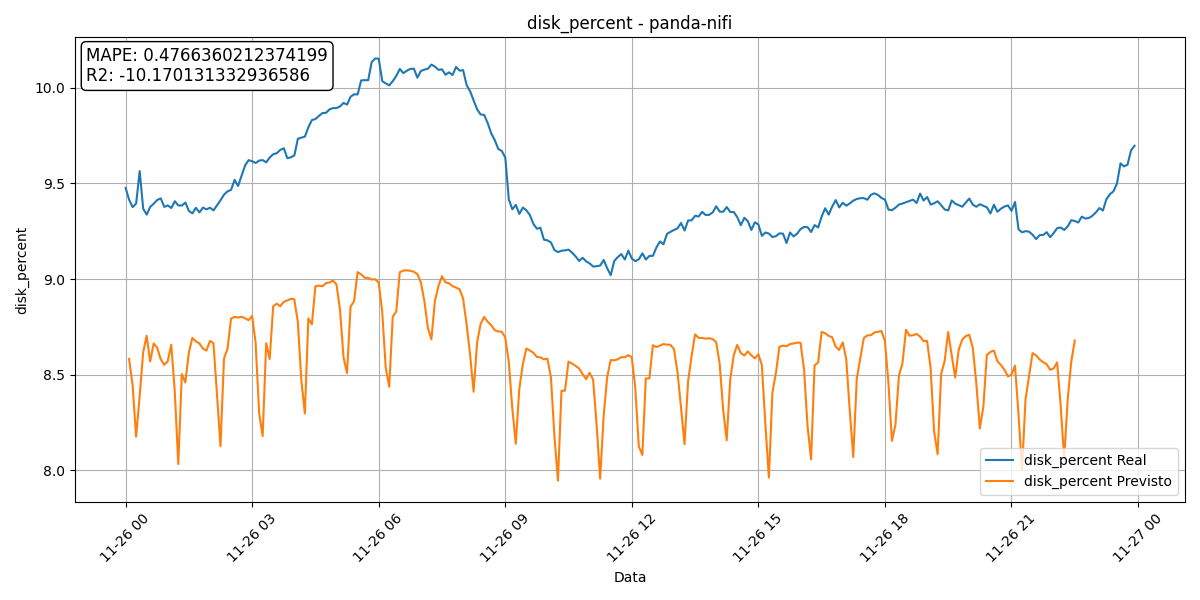 disk_percent - panda-nifi
MAPE: 0.4766360212374199
R2: -10.170131332936586
disk_percent
10.0
9.5
9.0
8.5
8.0
disk_percent Real
disk_percent Previsto
11-26 00
11-26 03
11-26 06
11-26 09
11-26 12
11-26 15
11-26 18
11-26 21
11-27 00
Data